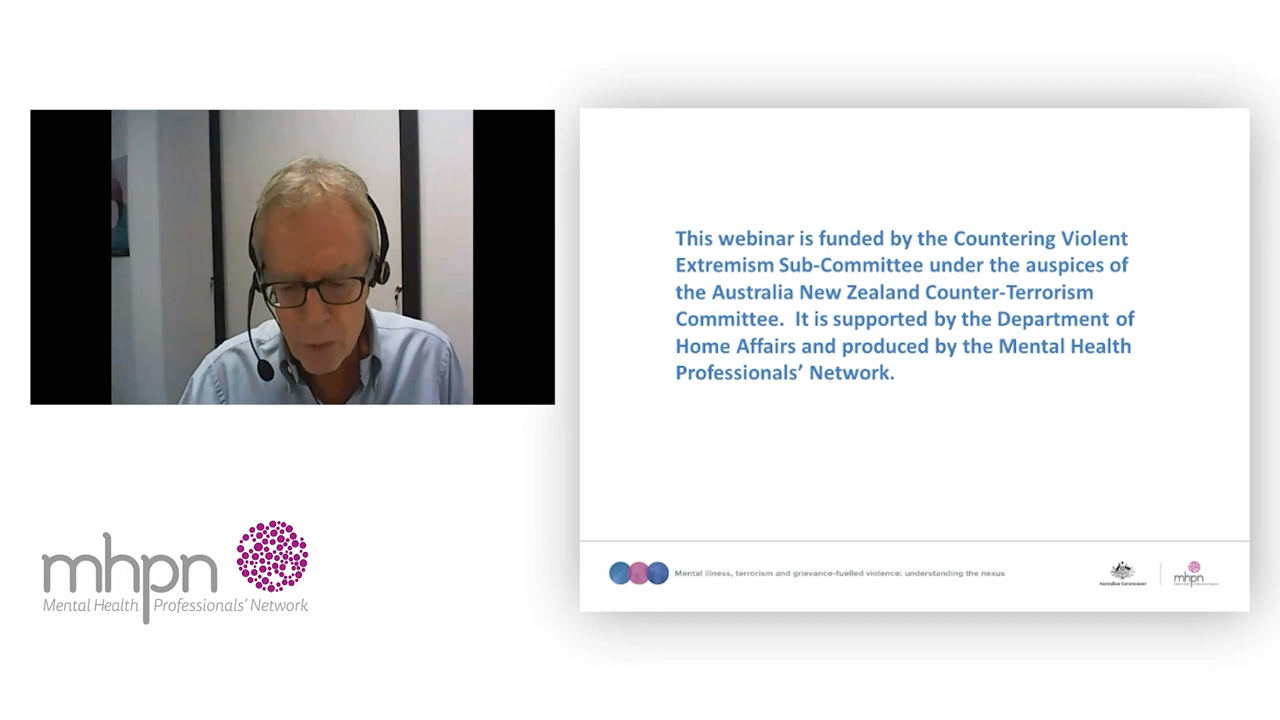 This webinar is funded by the Countering Violent
Extremism Sub-Committee under the auspices of
the Australia New Zealand Counter-Terrorism
Committee.  It is supported by the Department of
Home Affairs and produced by the Mental Health
Professionals’ Network.
mhpn
Mental Health Professionals’ Network
Mental illness, terrorism and grievance-fuelled violence: understanding the nexus
Australian Government
mhpn